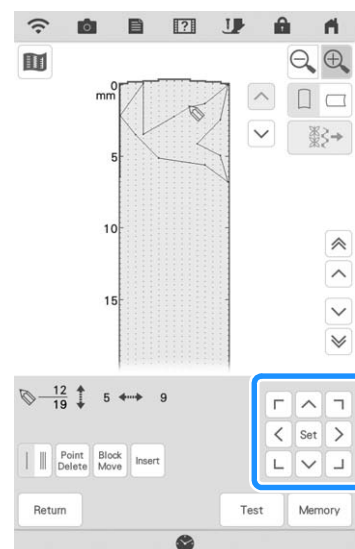 0
mm
5
10
15
12
19
5
9
Set
Point
Delete
Block
Move
Insert
Return
Test
Memory